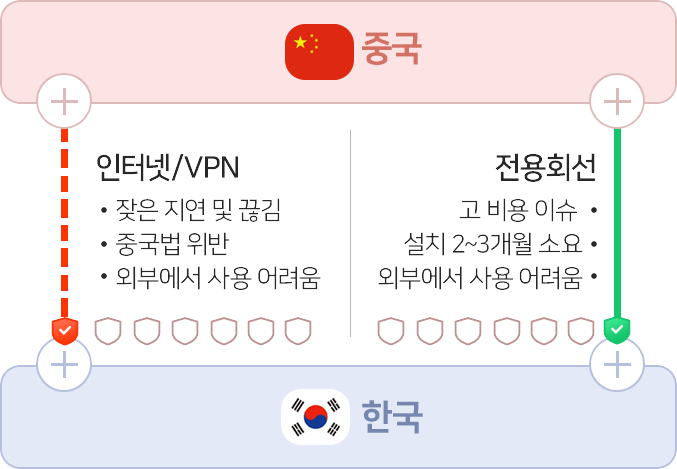 중국
인터넷/VPN
• 잦은 지연 및 끊김
• 중국법 위반
• 외부에서 사용 어려움
전용회선
고 비용 이슈 •
설치 2~3개월 소요 •
외부에서 사용 어려움 •
한국